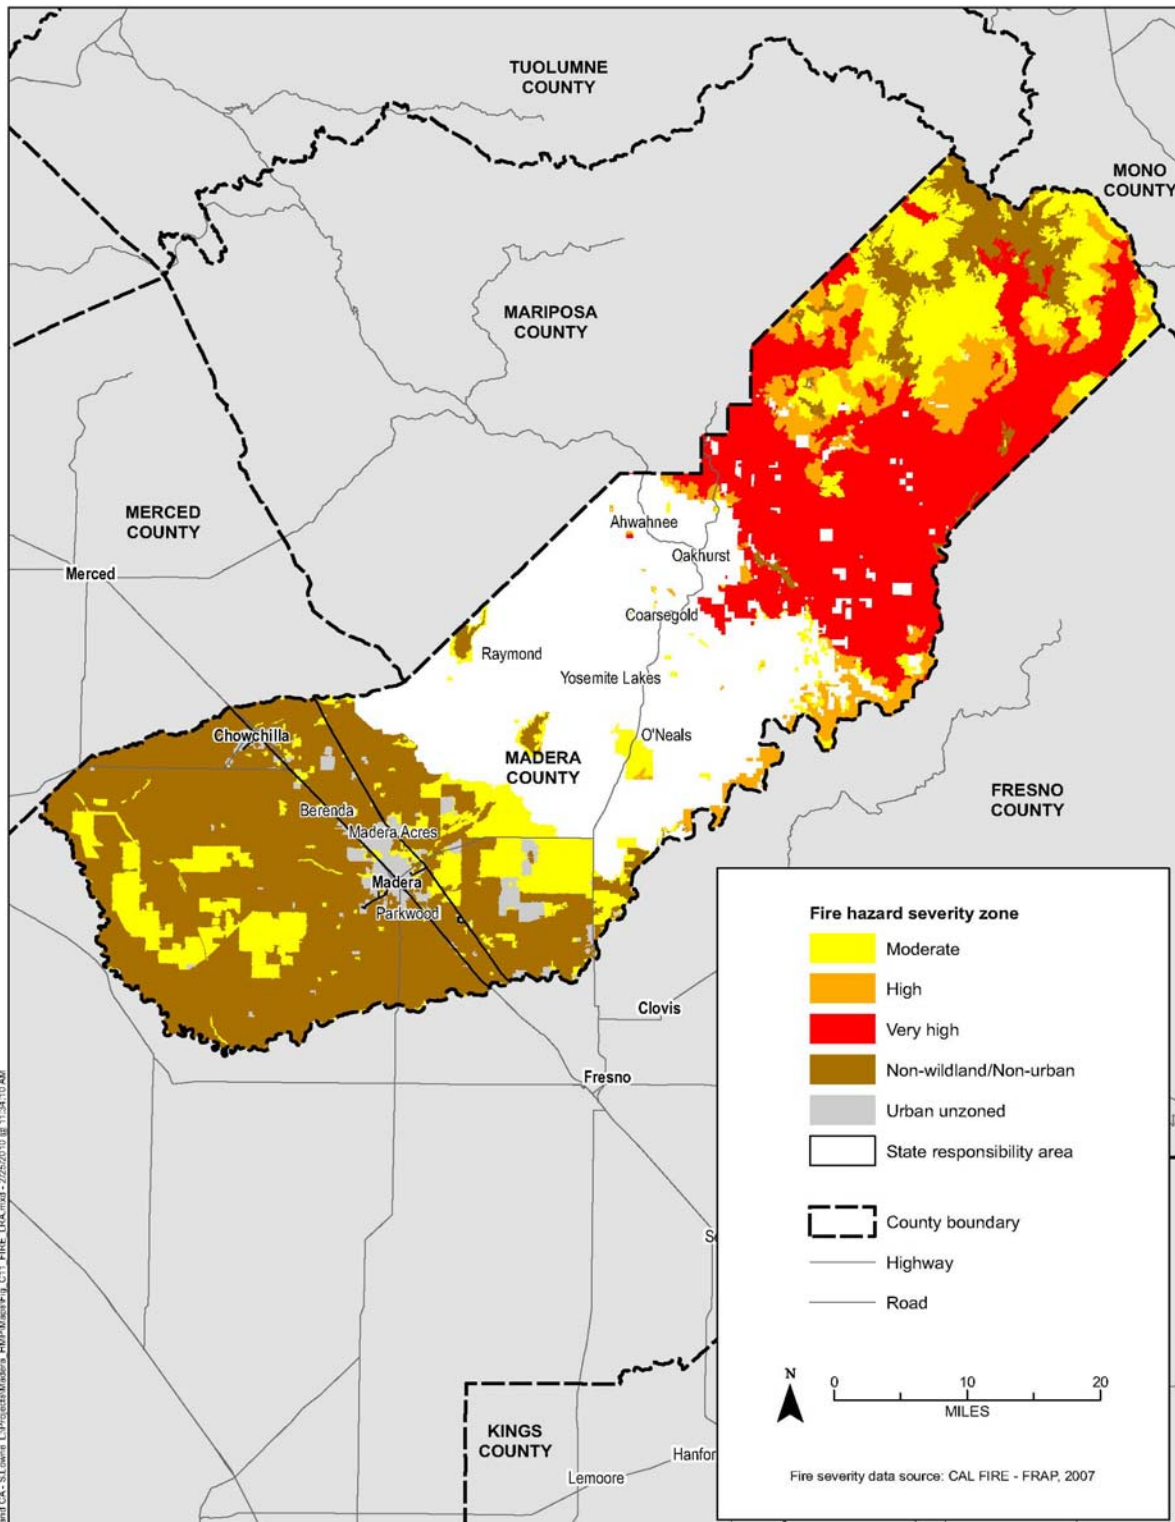 TUOLUMNE
COUNTY
MONO
COUNTY
MARIPOSA
COUNTY
MERCED
COUNTY
Merced
Ahwahnee
Oakhurst
Coarsegold
Raymond
Yosemite Lakes
O'Neals
Chowchilla
MADERA
COUNTY
FRESNO
COUNTY
Berenda
Madera Acres
Madera
Parkwood
Clovis
Fresno
Fire hazard severity zone
Moderate
High
Very high
Non-wildland/Non-urban
Urban unzoned
State responsibility area
County boundary
Highway
Road
N
0 10 20
MILES
Fire severity data source: CAL FIRE - FRAP, 2007
KINGS
COUNTY
Hanfor
Lemoore